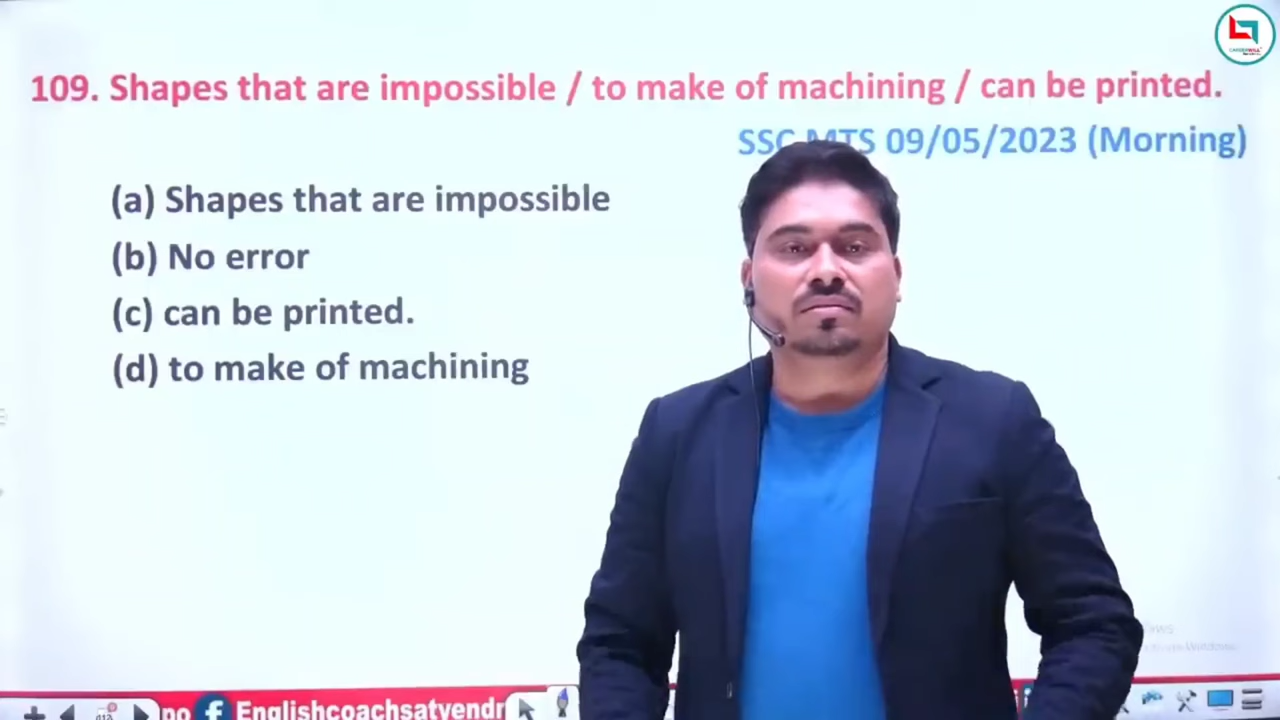 CAREERWILL
109. Shapes that are impossible / to make of machining / can be printed.
SSC MTS 09/05/2023 (Morning)
(a) Shapes that are impossible
(b) No error
(c) can be printed.
(d) to make of machining
Englishcoachsatyendr